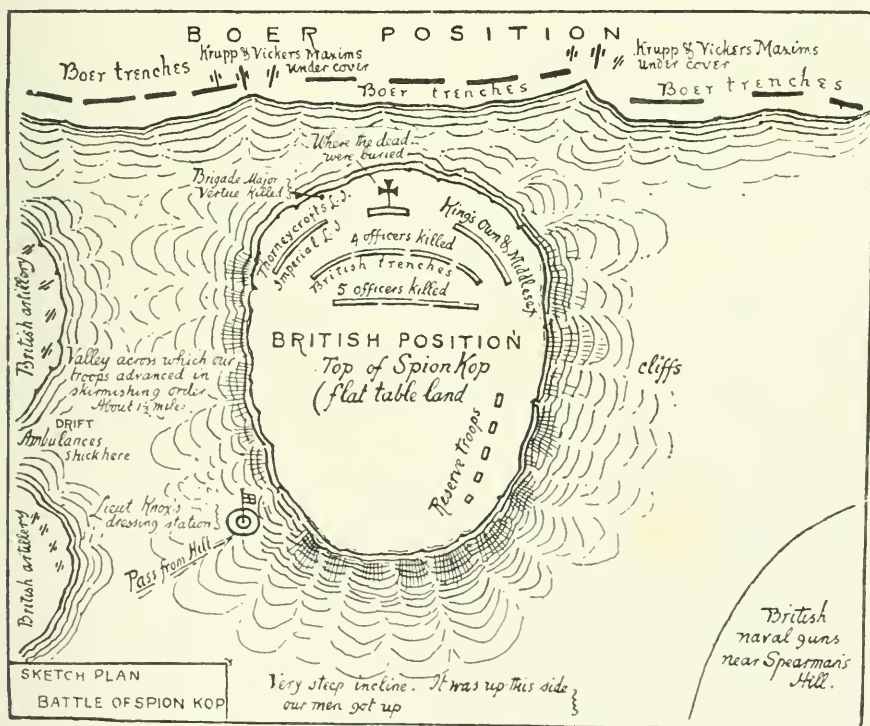 BOER POSITION
Boer trenches
Krupp & Vickers Maxims
under cover
Boer trenches
Krupp & Vickers Maxims
under cover
Boer trenches
Where the dead
were buried
Brigade Major
Vertue killed
Thorneycrofts L.I.
Imperial L.I
King's Own & Middlesex
4 officers killed
British trenches
5 officers killed
BRITISH POSITION
Top of Spion Kop
(flat table land
Reserve troops
cliffs
British artillery
Valley across which our
troops advanced in
skirmishing order
About 1½ mile.
DRIFT
Ambulances
stuck here
Lieut Knox's
dressing station
Pass from Hill
British artillery
British
naval guns
near Spearman's
Hill.
SKETCH PLAN
BATTLE OF SPION KOP
Very steep incline. It was up this side
our men got up